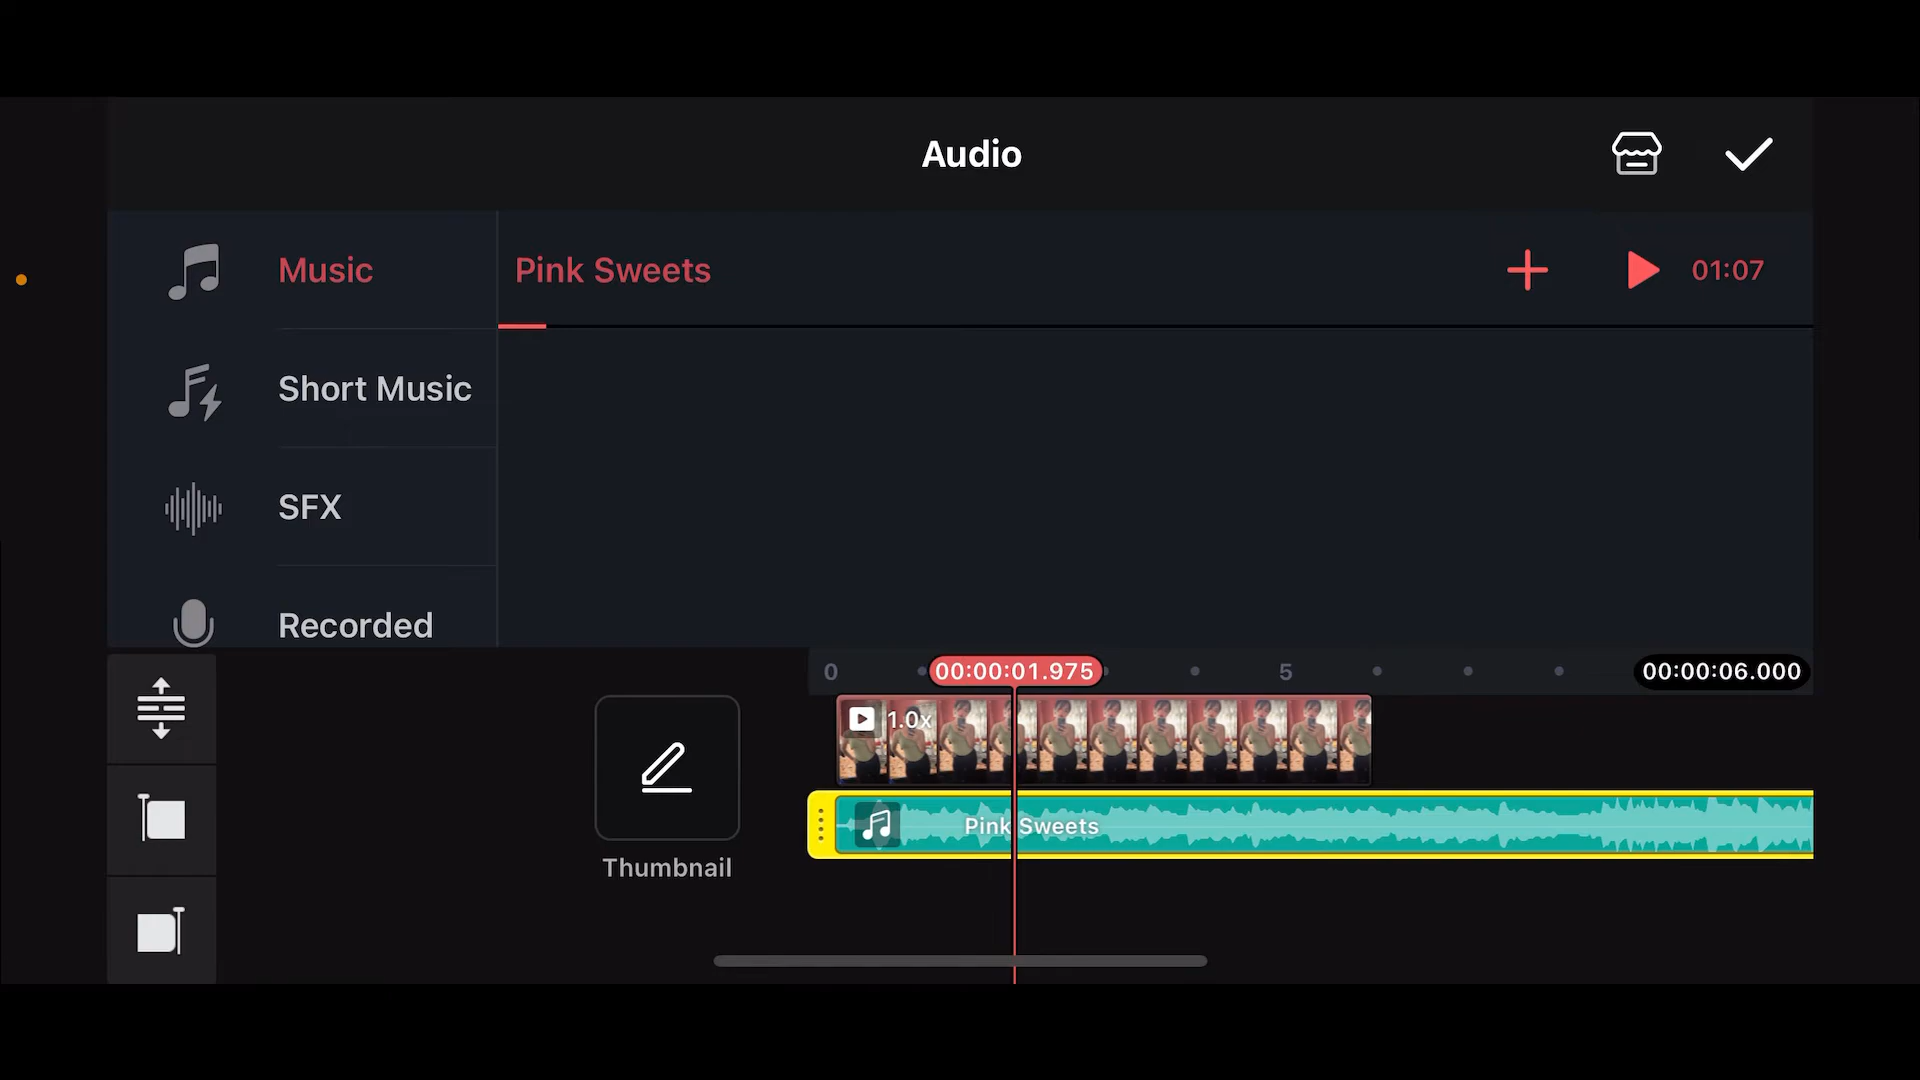 Audio
Music
Pink Sweets
01:07
Short Music
SFX
Recorded
0
00:00:01.975
5
00:00:06.000
1.0x
Pink Sweets
Thumbnail